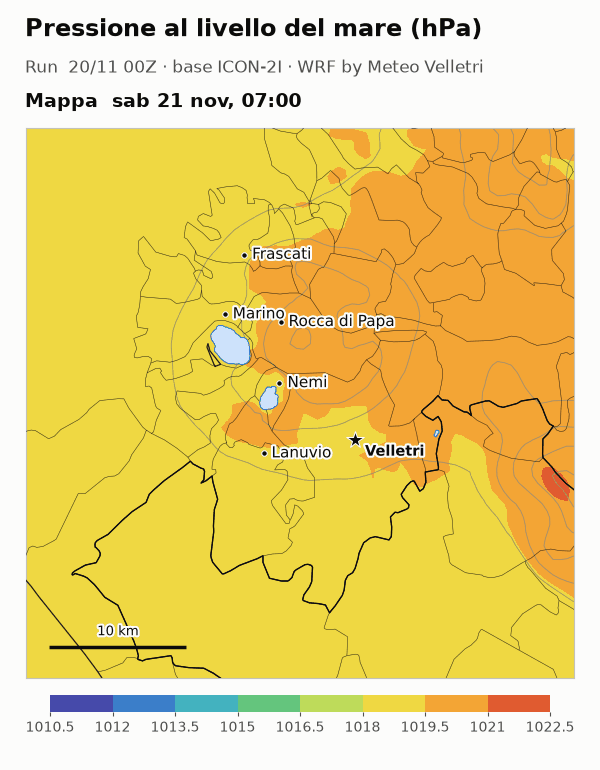 Pressione al livello del mare (hPa)
Run  20/11 00Z · base ICON-2I · WRF by Meteo Velletri
Mappa  sab 21 nov, 07:00
Frascati
Marino
Rocca di Papa
Nemi
Velletri
Lanuvio
10 km
1010.5 1012 1013.5 1015 1016.5 1018 1019.5 1021 1022.5